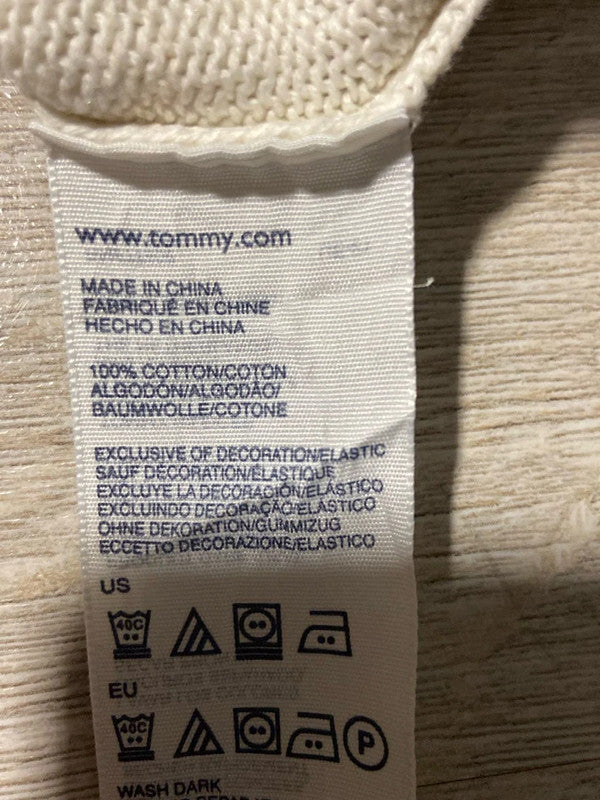 www.tommy.com
MADE IN CHINA
FABRIQUÉ EN CHINE
HECHO EN CHINA
100% COTTON/COTON
ALGODÓN/ALGODÃO/
BAUMWOLLE/COTONE
EXCLUSIVE OF DECORATION/ELASTIC
SAUF DÉCORATION/ÉLASTIQUE
EXCLUYE LA DECORACIÓN/ELÁSTICO
EXCLUINDO DECORAÇÃO/ELÁSTICO
OHNE DEKORATION/GUMMIZUG
ECCETTO DECORAZIONE/ELASTICO
US
40C
EU
40C P
WASH DARK